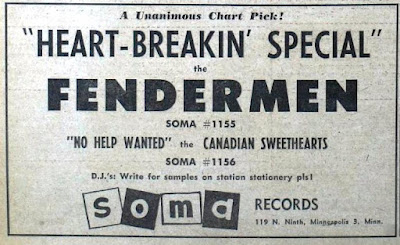 A Unanimous Chart Pick!
"HEART-BREAKIN' SPECIAL"
the
FENDERMEN
SOMA #1155
"NO HELP WANTED" the CANADIAN SWEETHEARTS
SOMA #1156
D.J.'s: Write for samples on station stationery pls!
soma RECORDS
119 N. Ninth, Minneapolis 3, Minn.